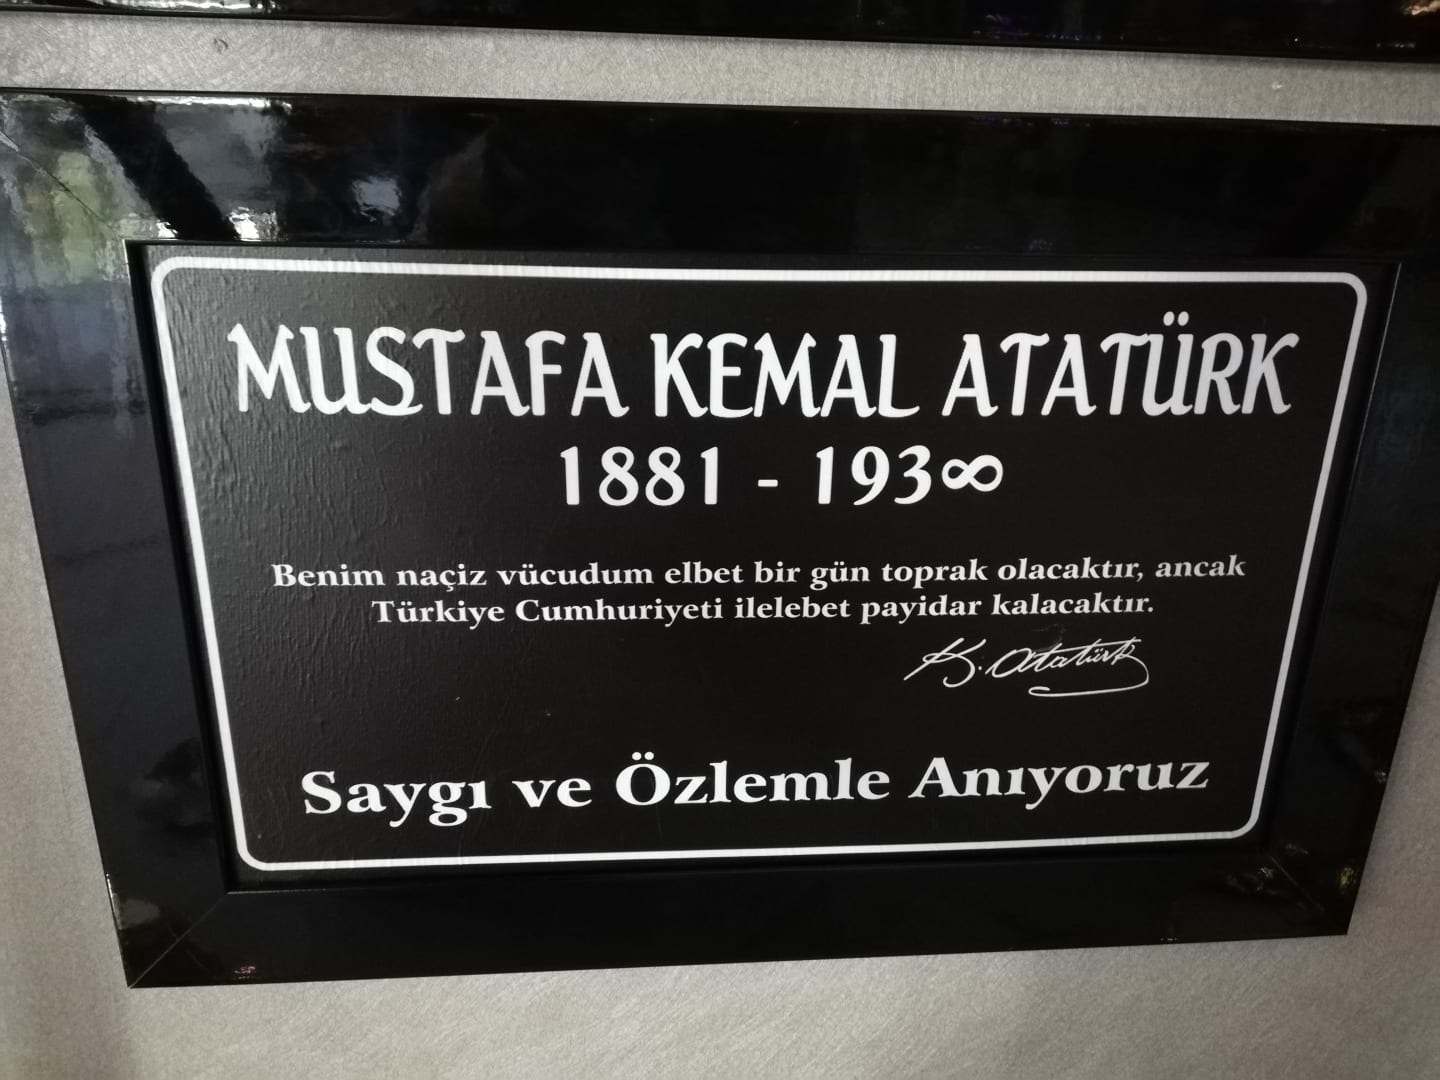 MUSTAFA KEMAL ATATÜRK
1881 - 193∞
Benim naçiz vücudum elbet bir gün toprak olacaktır, ancak
Türkiye Cumhuriyeti ilelebet payidar kalacaktır.
K. Atatürk
Saygı ve Özlemle Anıyoruz